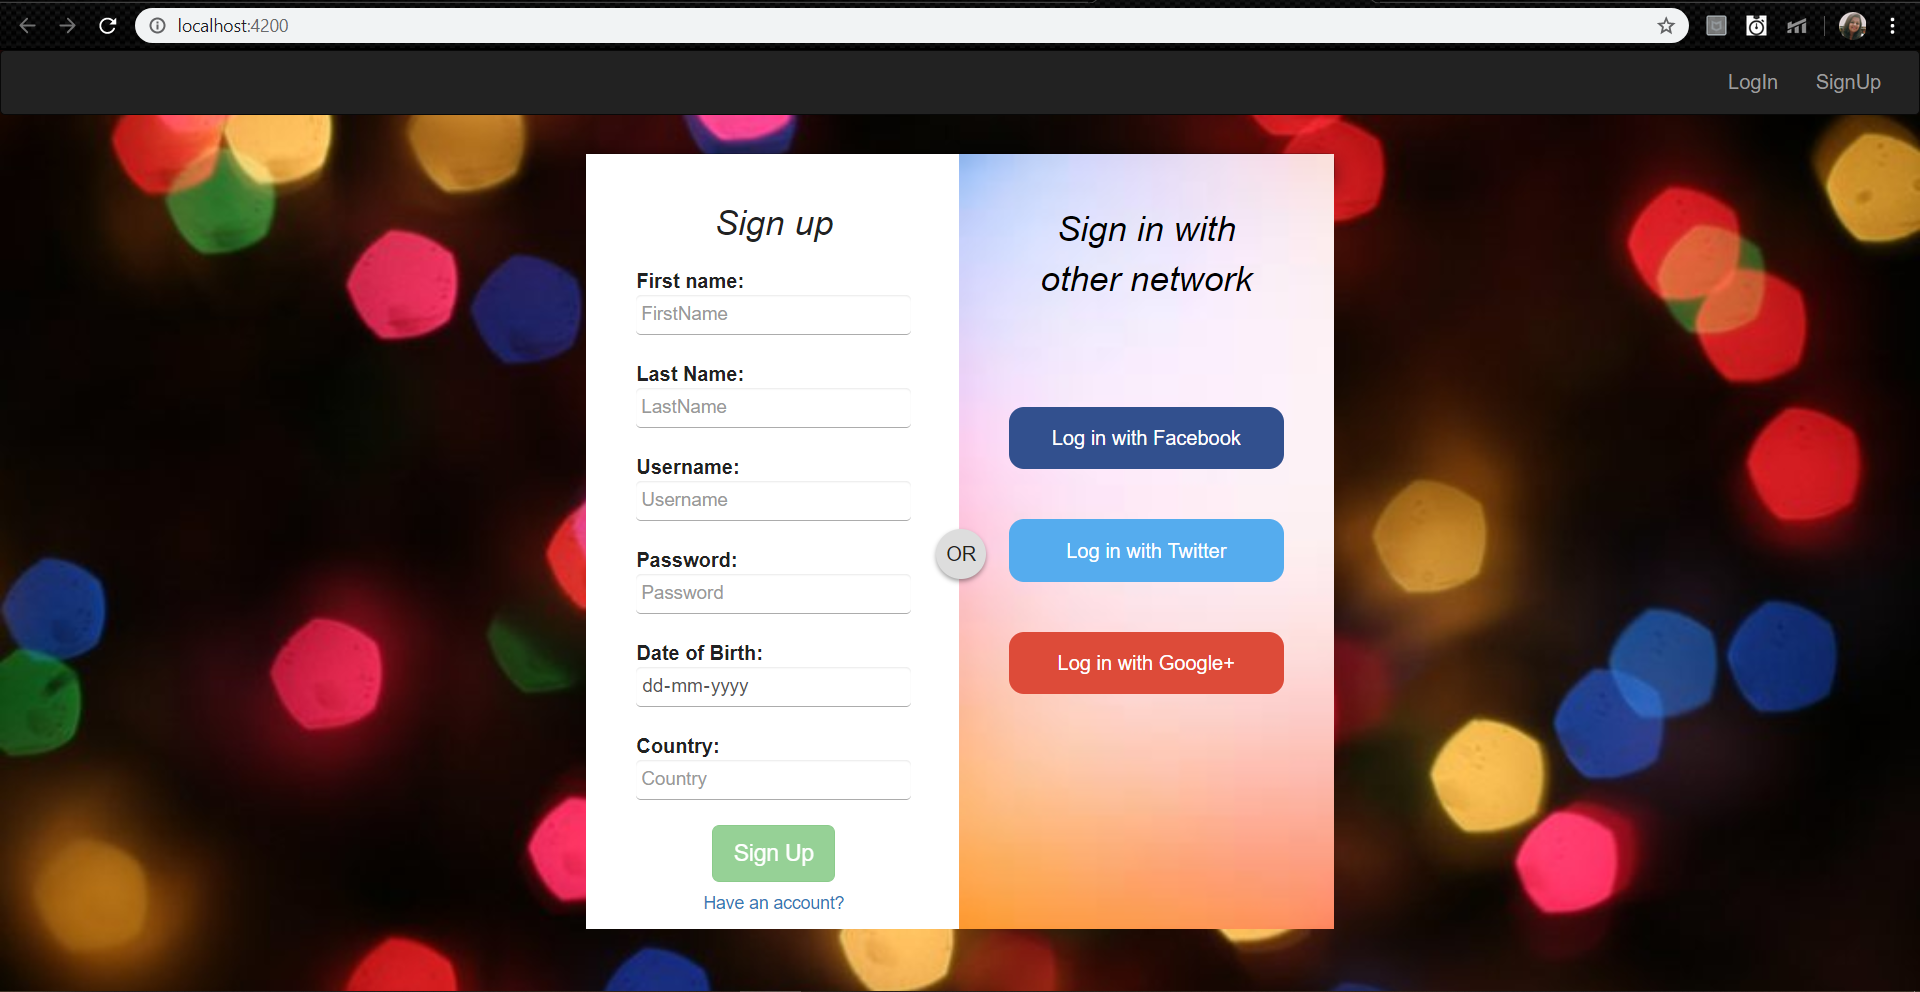 localhost:4200
LogIn
SignUp
Sign up
First name:
FirstName
Last Name:
LastName
Username:
Username
Password:
Password
Date of Birth:
dd-mm-yyyy
Country:
Country
Sign Up
Have an account?
OR
Sign in with
other network
Log in with Facebook
Log in with Twitter
Log in with Google+